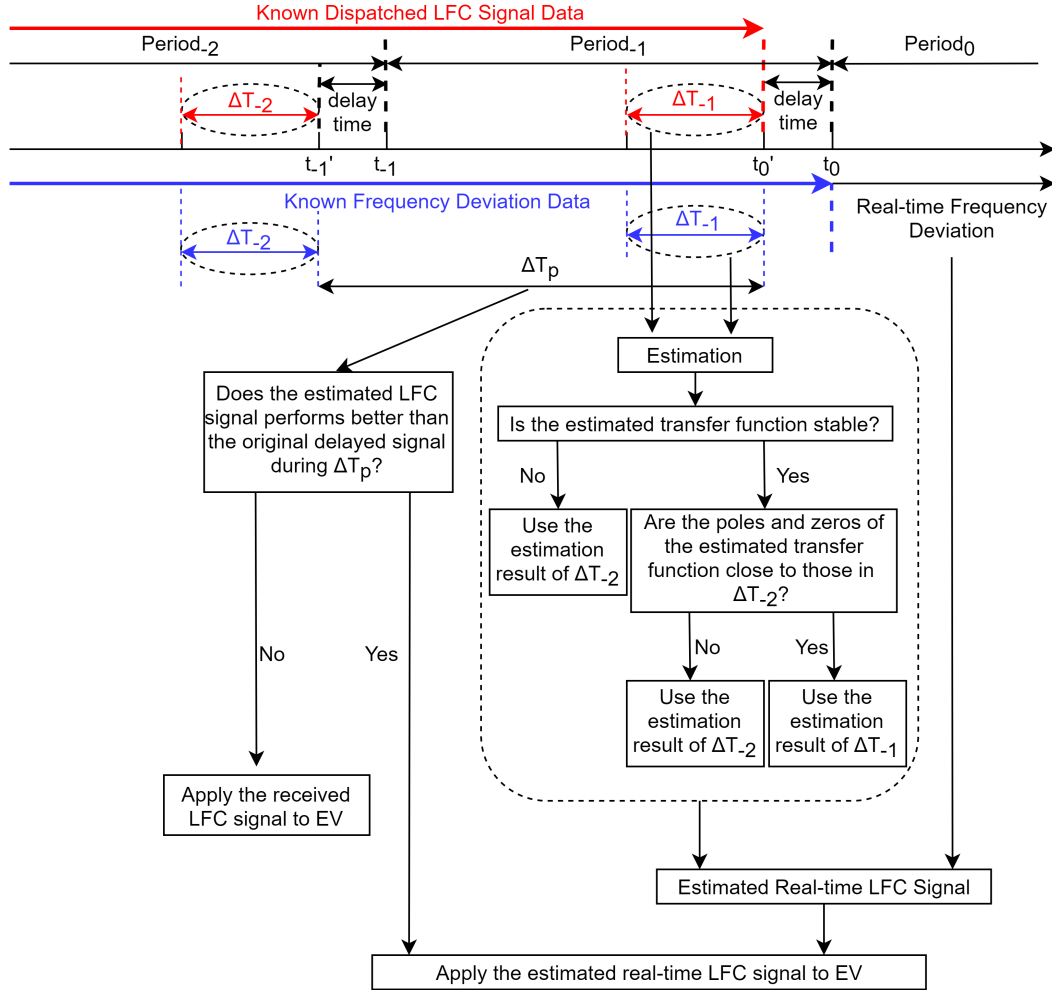 Known Dispatched LFC Signal Data
Period-2
Period-1
Period0
ΔT-2
delay
time
ΔT-1
delay
time
t-1'
t-1
t0'
t0
Known Frequency Deviation Data
Real-time Frequency
Deviation
ΔT-2
ΔT-1
ΔTp
Estimation
Does the estimated LFC
signal performs better than
the original delayed signal
during ΔTp?
Is the estimated transfer function stable?
No
Yes
Use the
estimation
result of ΔT-2
Are the poles and zeros of
the estimated transfer
function close to those in
ΔT-2?
No
Yes
No
Yes
Use the
estimation
result of ΔT-2
Use the
estimation
result of ΔT-1
Apply the received
LFC signal to EV
Estimated Real-time LFC Signal
Apply the estimated real-time LFC signal to EV